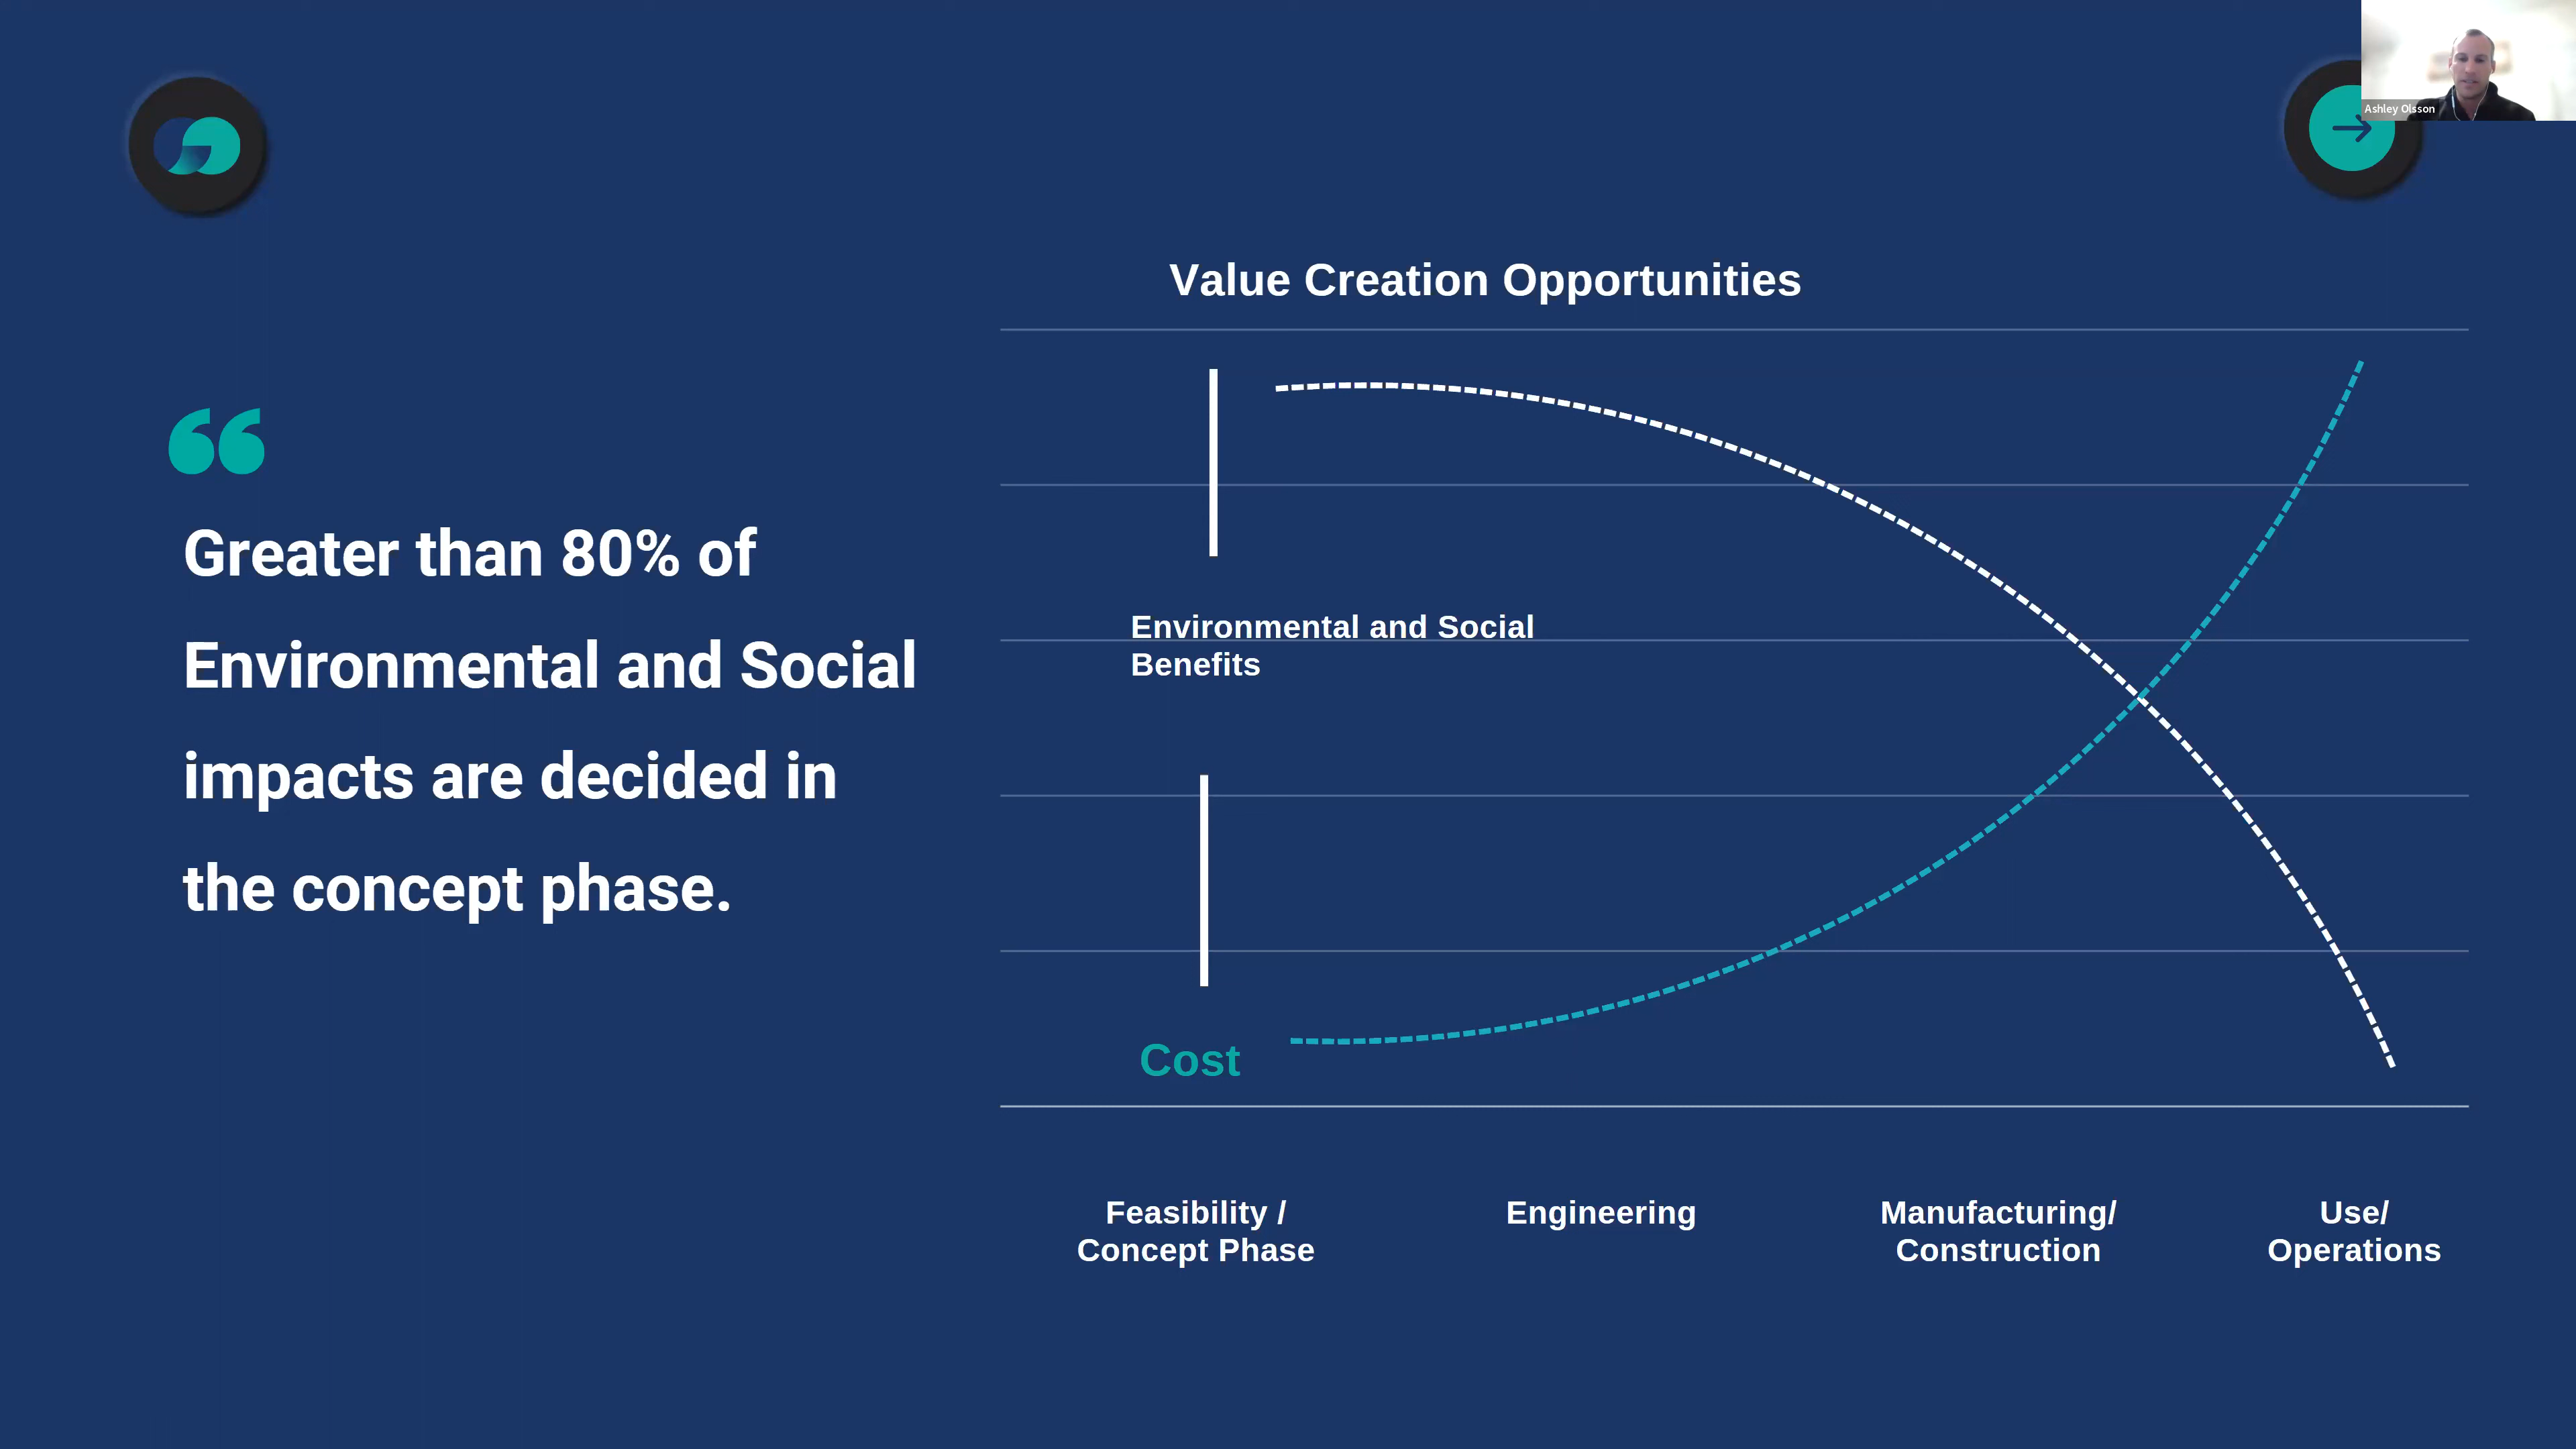 Ashley Olsson
Value Creation Opportunities
Greater than 80% of
Environmental and Social
impacts are decided in
the concept phase.
Environmental and Social
Benefits
Cost
Feasibility /
Concept Phase
Engineering
Manufacturing/
Construction
Use/
Operations